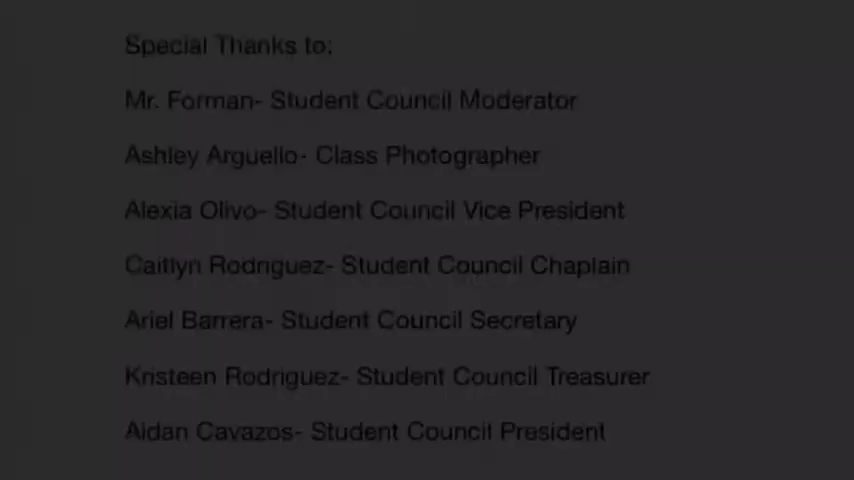 Special Thanks to:
Mr. Forman- Student Council Moderator
Ashley Arguello- Class Photographer
Alexia Olivo- Student Council Vice President
Caitlyn Rodriguez- Student Council Chaplain
Ariel Barrera- Student Council Secretary
Kristeen Rodriguez- Student Council Treasurer
Aidan Cavazos- Student Council President